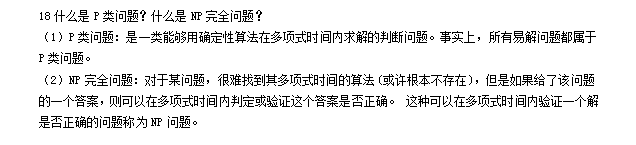 18 什么是 P 类问题？什么是 NP 完全问题？
（1）P 类问题：是一类能够用确定性算法在多项式时间内求解的判断问题。事实上，所有易解问题都属于
P 类问题。
（2）NP 完全问题：对于某问题，很难找到其多项式时间的算法(或许根本不存在)，但是如果给了该问题
的一个答案，则可以在多项式时间内判定或验证这个答案是否正确。 这种可以在多项式时间内验证一个解
是否正确的问题称为 NP 问题。